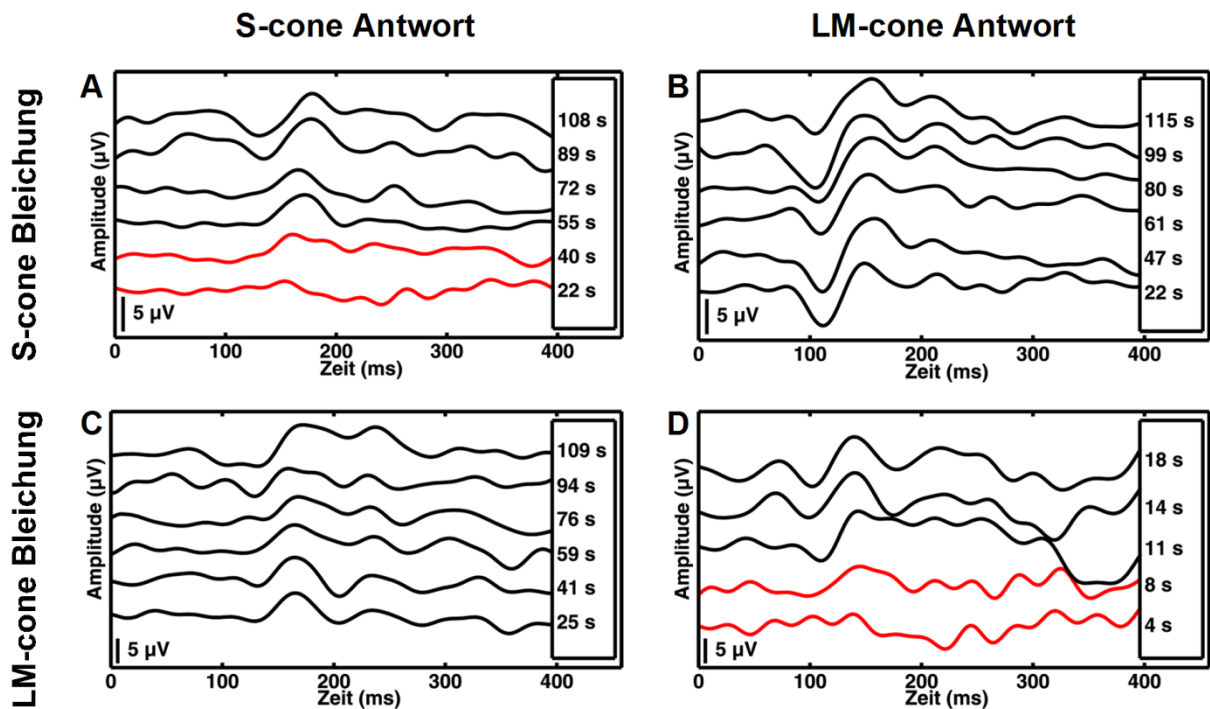 S-cone Antwort
LM-cone Antwort
S-cone Bleichung
A
Amplitude (µV)
108 s
89 s
72 s
55 s
40 s
22 s
5 µV
0 100 200 300 400
Zeit (ms)
B
Amplitude (µV)
115 s
99 s
80 s
61 s
47 s
22 s
5 µV
0 100 200 300 400
Zeit (ms)
LM-cone Bleichung
C
Amplitude (µV)
109 s
94 s
76 s
59 s
41 s
25 s
5 µV
0 100 200 300 400
Zeit (ms)
D
Amplitude (µV)
18 s
14 s
11 s
8 s
4 s
5 µV
0 100 200 300 400
Zeit (ms)